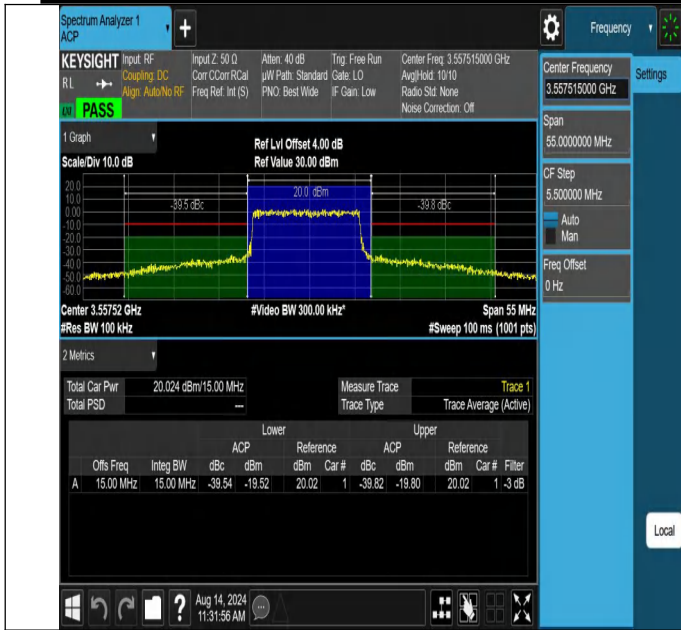 Spectrum Analyzer 1
ACP
+
Frequency
KEYSIGHT
Input: RF
Coupling: DC
Align: Auto/No RF
Input Z: 50 Ω
Corr CCorr RCal
Freq Ref: Int (S)
Atten: 40 dB
µW Path: Standard
PNO: Best Wide
Trig: Free Run
Gate: LO
IF Gain: Low
Center Freq: 3.557515000 GHz
Avg|Hold: 10/10
Radio Std: None
Noise Correction: Off
RL
PASS
Center Frequency
3.557515000 GHz
Settings
Span
55.0000000 MHz
CF Step
5.500000 MHz
Auto
Man
Freq Offset
0 Hz
Local
1 Graph
Scale/Div 10.0 dB
Ref Lvl Offset 4.00 dB
Ref Value 30.00 dBm
20.0
10.0
0.00
-10.0
-20.0
-30.0
-40.0
-50.0
-60.0
-39.5 dBc
20.0 dBm
-39.8 dBc
Center 3.55752 GHz
#Video BW 300.00 kHz*
Span 55 MHz
#Res BW 100 kHz
#Sweep 100 ms (1001 pts)
2 Metrics
Total Car Pwr 20.024 dBm/15.00 MHz
Total PSD ---
Measure Trace Trace 1
Trace Type Trace Average (Active)
Lower Upper
ACP Reference ACP Reference
Offs Freq Integ BW dBc dBm dBm Car # dBc dBm dBm Car # Filter
A 15.00 MHz 15.00 MHz -39.54 -19.52 20.02 1 -39.82 -19.80 20.02 1 -3 dB
?
Aug 14, 2024
11:31:56 AM